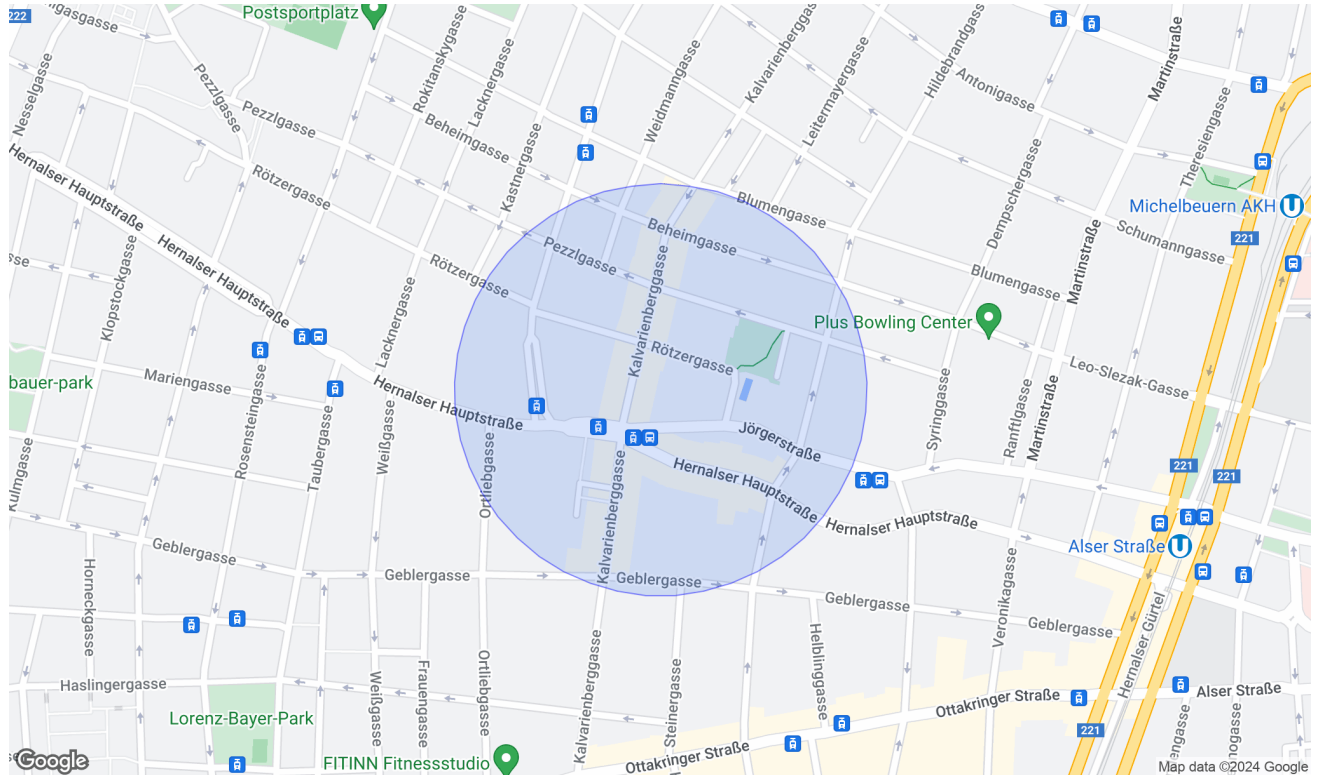 222
Postsportplatz
Nesselgasse
Pezzlgasse
Pezzlgasse
Rokitanskygasse
Lacknergasse
Kastnergasse
Beheimgasse
Weidmanngasse
Kalvarienbergg
Leitermayergasse
Hildebrandgasse
Antonigasse
Martinstraße
Theresiengasse
Hernalser Hauptstraße
Rötzergasse
Blumengasse
Dempschergasse
Michelbeuern AKH
Schumanngasse
221
Hernalser Hauptstraße
Klopstockgasse
Rötzergasse
Pezzlgasse
Beheimgasse
Kalvarienberggasse
Blumengasse
Martinstraße
Plus Bowling Center
Lacknergasse
Rötzergasse
Leo-Slezak-Gasse
bauer-park
Mariengasse
Hernalser Hauptstraße
Rosensteingasse
Taubergasse
Weißgasse
Ortliebgasse
Jörgerstraße
Syringgasse
Ranftlgasse
Martinstraße
Kulmgasse
Hernalser Hauptstraße
Kalvarienberggasse
Hernalser Hauptstraße
221
221
Alser Straße
Geblergasse
Geblergasse
Geblergasse
Geblergasse
Geblergasse
Horneckgasse
Veronikagasse
Helblinggasse
Hernalser Gürtel
Haslingergasse
Weißgasse
Frauengasse
Ortliebgasse
Kalvarienberggasse
Steinergasse
Ottakringer Straße
Alser Straße
Lorenz-Bayer-Park
221
Ottakringer Straße
FITINN Fitnessstudio
Google
Map data ©2024 Google